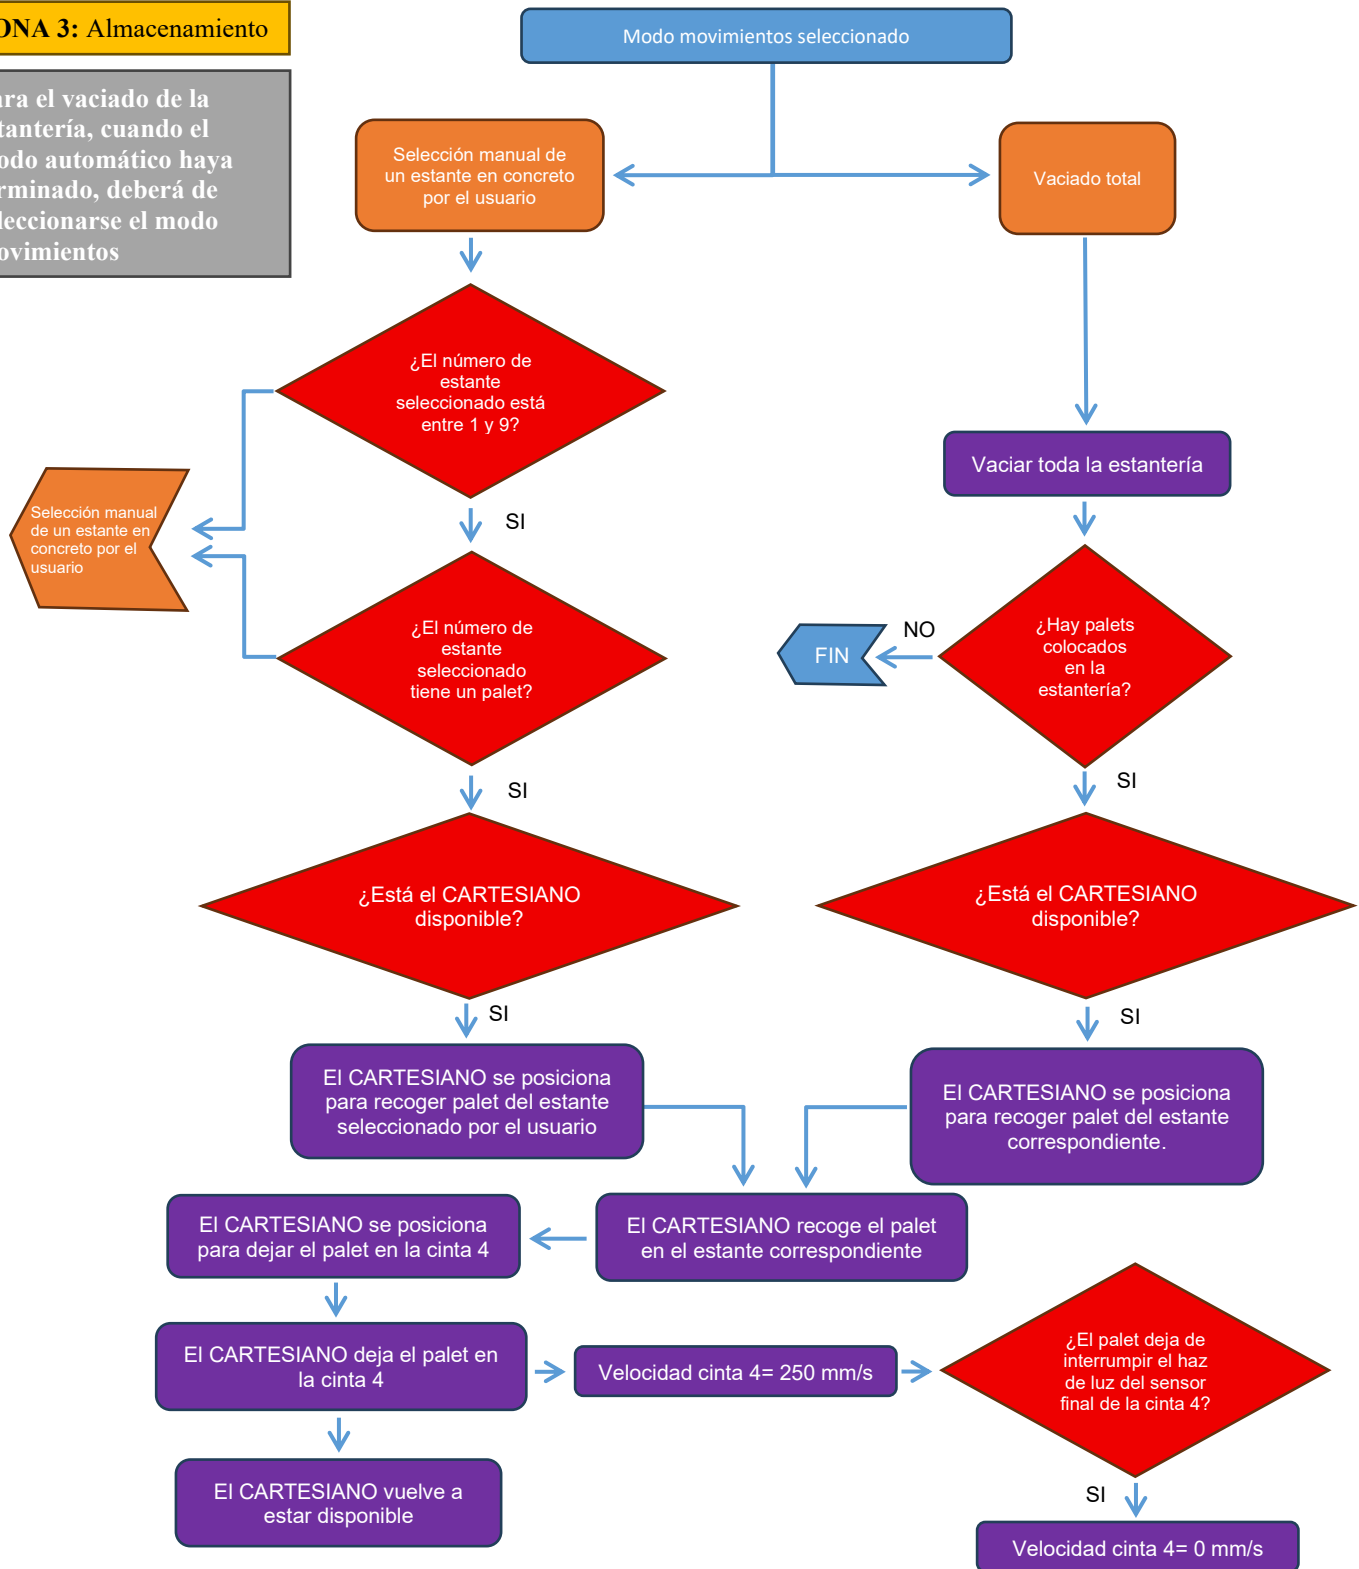 ONA 3: Almacenamiento
Modo movimientos seleccionado
ara el vaciado de la
tantería, cuando el
odo automático haya
rminado, deberá de
leccionarse el modo
ovimientos
Selección manual de
un estante en concreto
por el usuario
Vaciado total
¿El número de
estante
seleccionado está
entre 1 y 9?
Vaciar toda la estantería
Selección manual
de un estante en
concreto por el
usuario
SI
¿El número de
estante
seleccionado
tiene un palet?
FIN
NO
¿Hay palets
colocados
en la
estantería?
SI
SI
¿Está el CARTESIANO
disponible?
¿Está el CARTESIANO
disponible?
SI
SI
El CARTESIANO se posiciona
para recoger palet del estante
seleccionado por el usuario
El CARTESIANO se posiciona
para recoger palet del estante
correspondiente.
El CARTESIANO se posiciona
para dejar el palet en la cinta 4
El CARTESIANO recoge el palet
en el estante correspondiente
El CARTESIANO deja el palet en
la cinta 4
Velocidad cinta 4= 250 mm/s
¿El palet deja de
interrumpir el haz
de luz del sensor
final de la cinta 4?
El CARTESIANO vuelve a
estar disponible
SI
Velocidad cinta 4= 0 mm/s